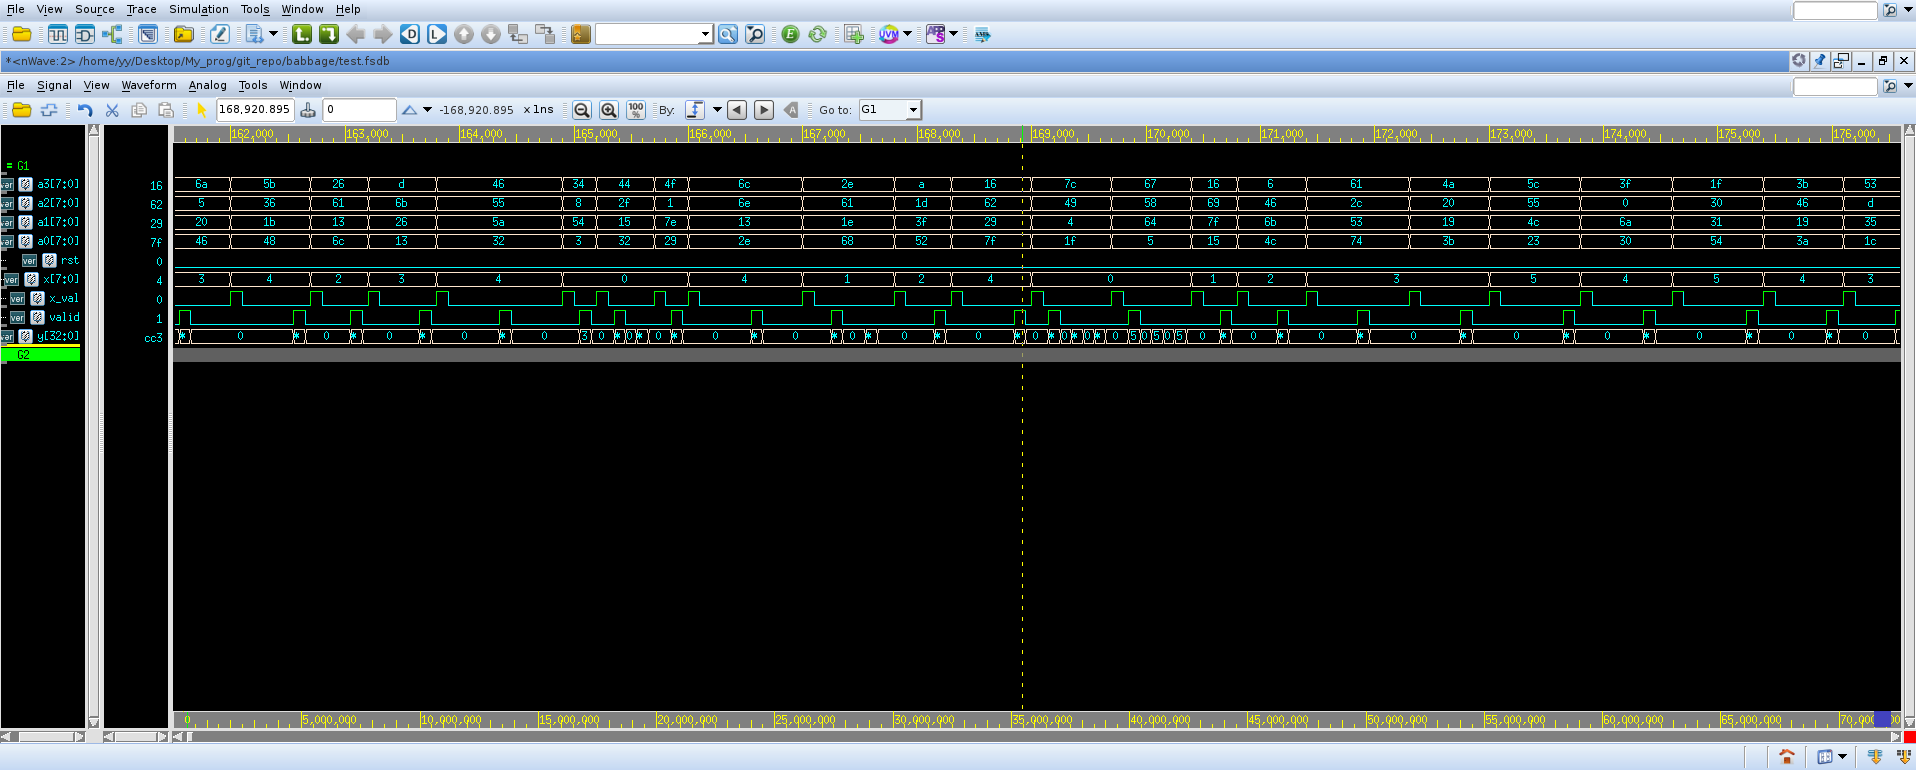 File View Source Trace Simulation Tools Window Help
*<nWave:2> /home/yy/Desktop/My_prog/git_repo/babbage/test.fsdb
File Signal View Waveform Analog Tools Window
168,920.895 0 -168,920.895 x 1ns 100 % By: Go to: G1
162,000 163,000 164,000 165,000 166,000 167,000 168,000 169,000 170,000 171,000 172,000 173,000 174,000 175,000 176,000
= G1
ver a3[7:0] 16 6a 5b 26 d 46 34 44 4f 6c 2e a 16 7c 67 16 6 61 4a 5c 3f 1f 3b 53
ver a2[7:0] 62 5 36 61 6b 55 8 2f 1 6e 61 1d 62 49 58 69 46 2c 20 55 0 30 46 d
ver a1[7:0] 29 20 1b 13 26 5a 54 15 7e 13 1e 3f 29 4 64 7f 6b 53 19 4c 6a 31 19 35
ver a0[7:0] 7f 46 48 6c 13 32 3 32 29 2e 68 52 7f 1f 5 15 4c 74 3b 23 30 54 3a 1c
ver rst 0
ver x[7:0] 4 3 4 2 3 4 0 4 1 2 4 0 1 2 3 5 4 5 4 3
ver x_val 0
ver valid 1
ver y[32:0] cc3 * 0 * 0 * 0 * 0 * 0 3 0 * 0 * 0 * 0 * 0 * 0 * 0 * 0 * 0 * 0 * 0 * 0 5 0 5 0 5 0 * 0 * 0 * 0 * 0 * 0 * 0 * 0 * 0
G2
0 5,000,000 10,000,000 15,000,000 20,000,000 25,000,000 30,000,000 35,000,000 40,000,000 45,000,000 50,000,000 55,000,000 60,000,000 65,000,000